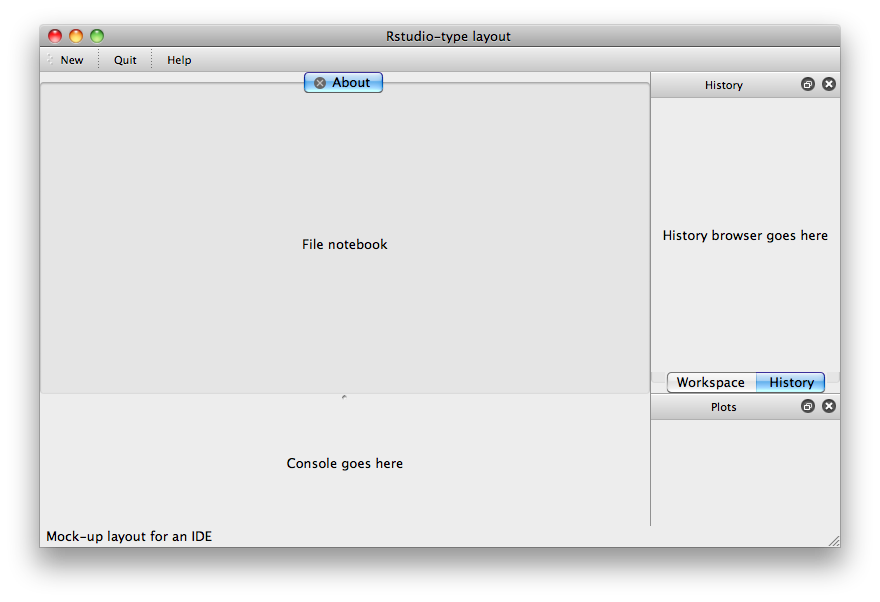 Rstudio-type layout
New Quit Help
About
History
File notebook
History browser goes here
Workspace History
Plots
Console goes here
Mock-up layout for an IDE